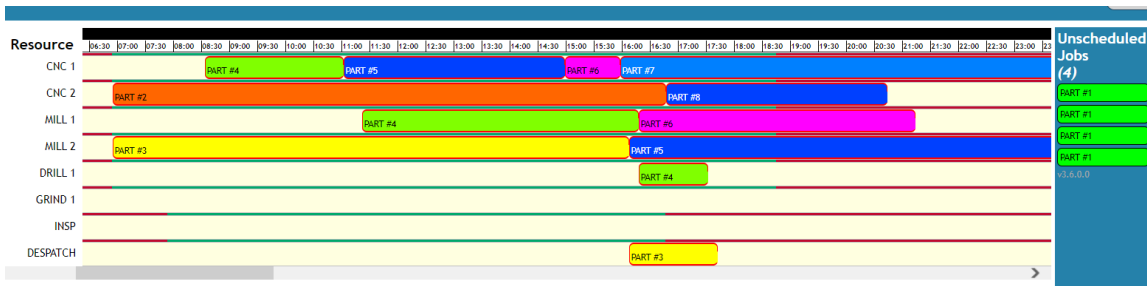 Resource
06:30 07:00 07:30 08:00 08:30 09:00 09:30 10:00 10:30 11:00 11:30 12:00 12:30 13:00 13:30 14:00 14:30 15:00 15:30 16:00 16:30 17:00 17:30 18:00 18:30 19:00 19:30 20:00 20:30 21:00 21:30 22:00 22:30 23:00 23
CNC 1 PART #4 PART #5 PART #6 PART #7
CNC 2 PART #2 PART #8
MILL 1 PART #4 PART #6
MILL 2 PART #3 PART #5
DRILL 1 PART #4
GRIND 1
INSP
DESPATCH PART #3
Unscheduled
Jobs
(4)
PART #1
PART #1
PART #1
PART #1
v3.6.0.0